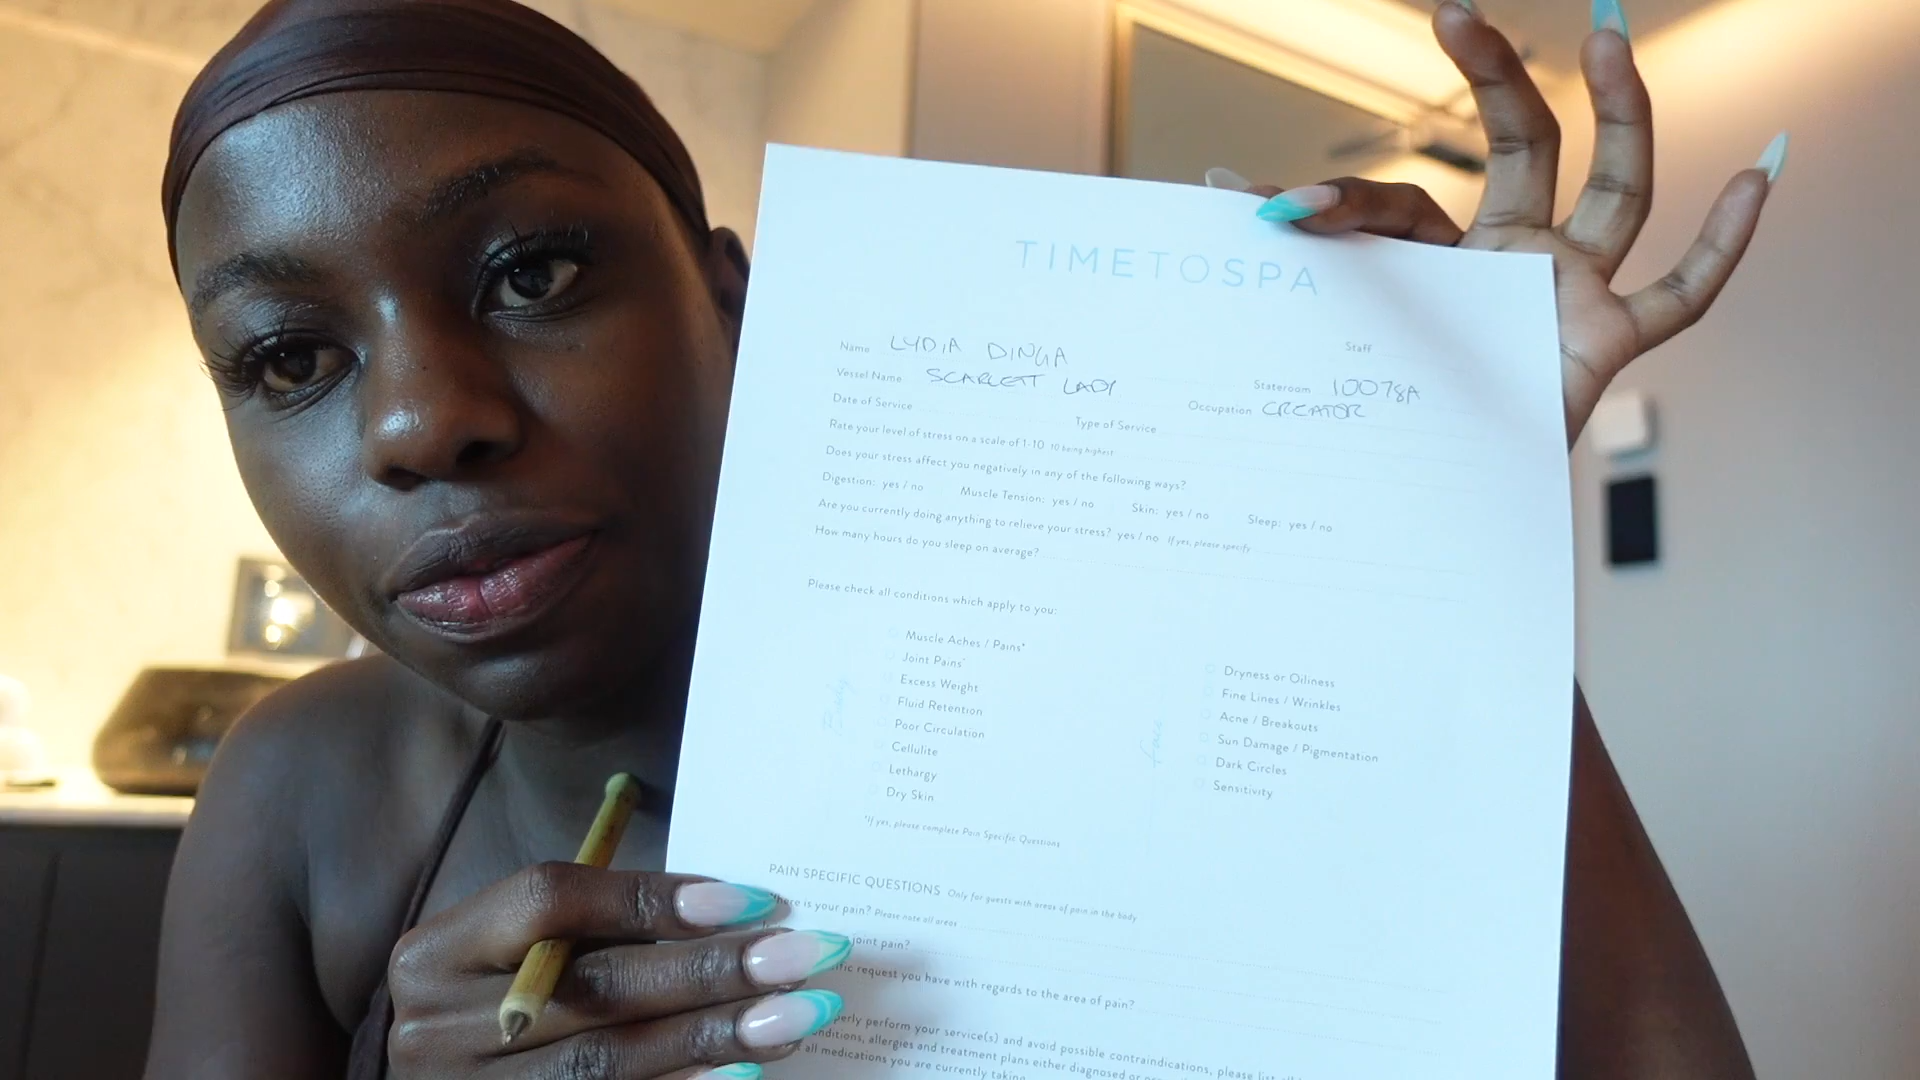 TIMETOSPA
Name LYDIA DINGA Staff
Vessel Name SCARLETT LADY Stateroom 10078A
Date of Service Type of Service Occupation CREATOR
Rate your level of stress on a scale of 1-10 10 being highest
Does your stress affect you negatively in any of the following ways?
Digestion: yes / no Muscle Tension: yes / no Skin: yes / no Sleep: yes / no
Are you currently doing anything to relieve your stress? yes / no If yes, please specify
How many hours do you sleep on average?
Please check all conditions which apply to you:
Body
Muscle Aches / Pains*
Joint Pains*
Excess Weight
Fluid Retention
Poor Circulation
Cellulite
Lethargy
Dry Skin
Face
Dryness or Oiliness
Fine Lines / Wrinkles
Acne / Breakouts
Sun Damage / Pigmentation
Dark Circles
Sensitivity
*If yes, please complete Pain Specific Questions
PAIN SPECIFIC QUESTIONS Only for guests with areas of pain in the body
Where is your pain? Please note all areas
joint pain?
request you have with regards to the area of pain?
perform your service(s) and avoid possible contraindications, please list
allergies and treatment plans either diagnosed or
all medications you are currently taking